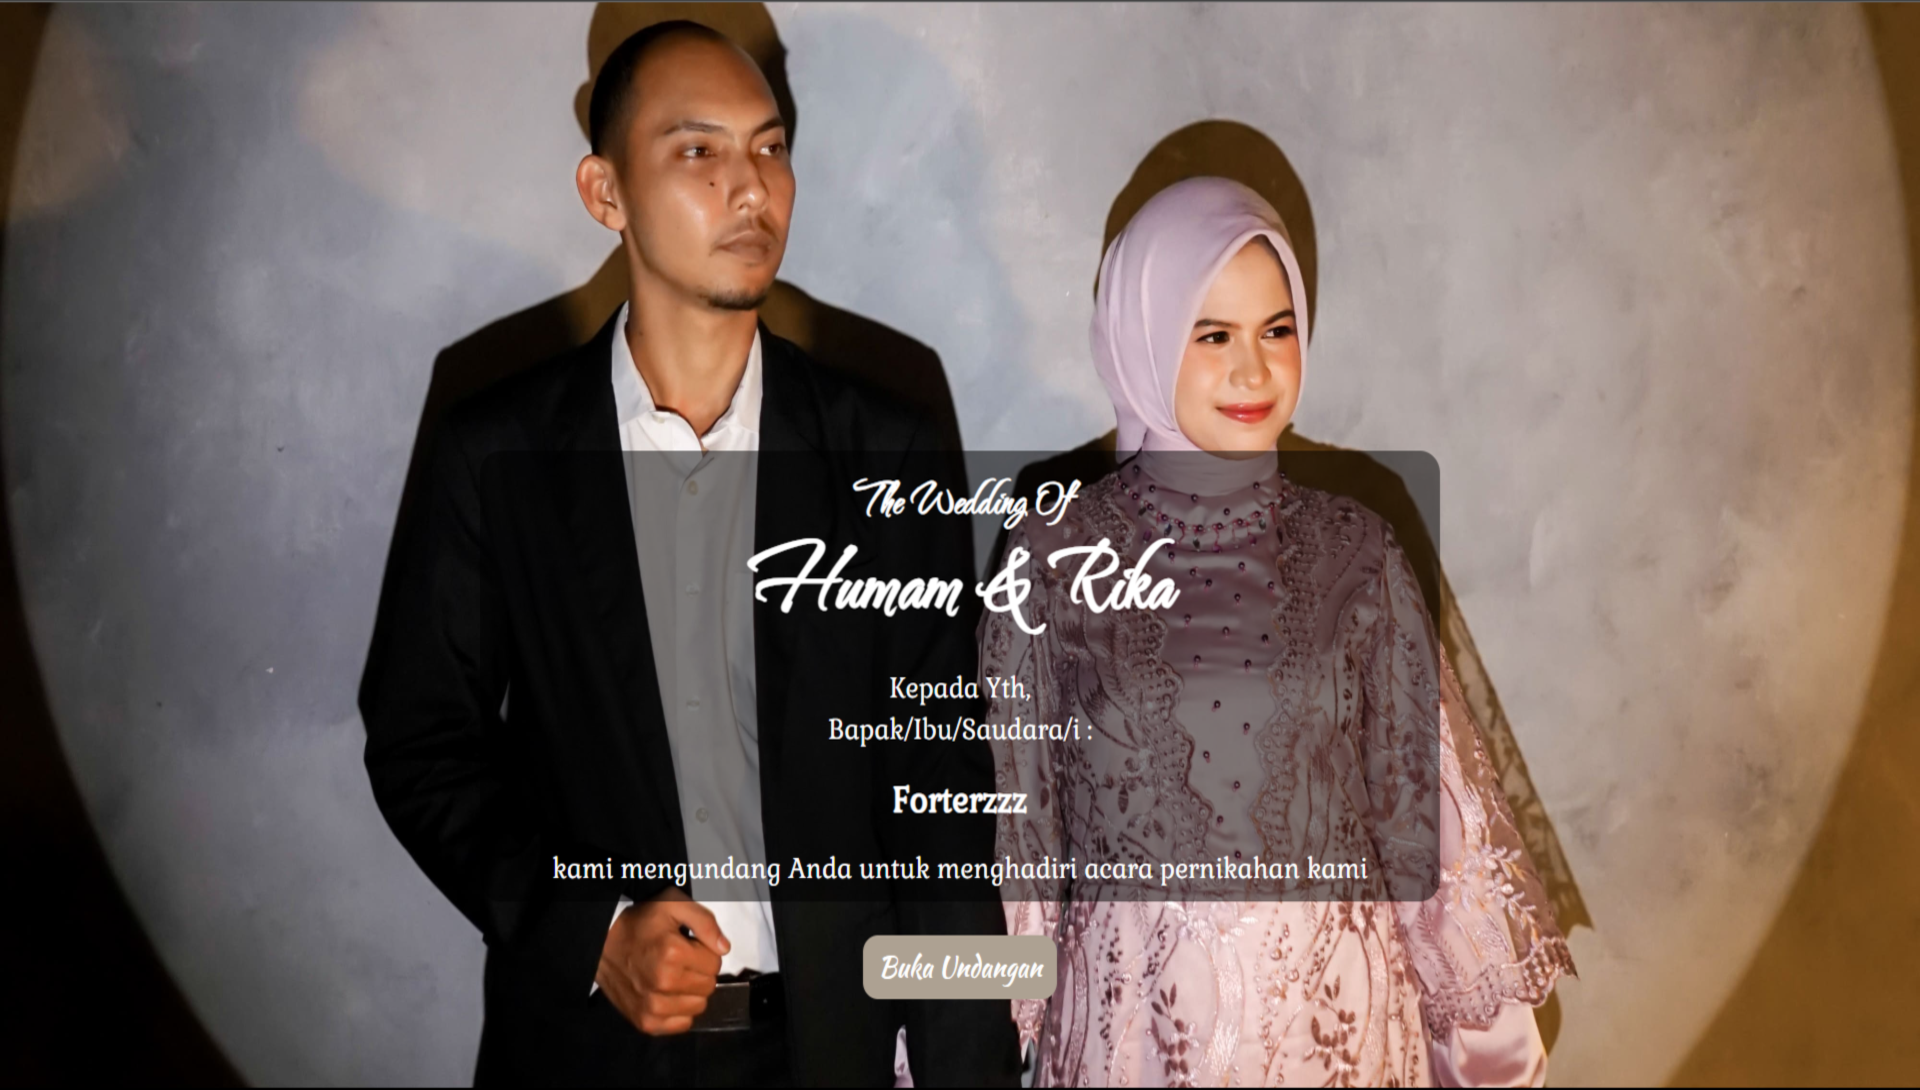 The Wedding Of
Humam & Rika
Kepada Yth,
Bapak/Ibu/Saudara/i :
Forterzzz
kami mengundang Anda untuk menghadiri acara pernikahan kami
Buka Undangan